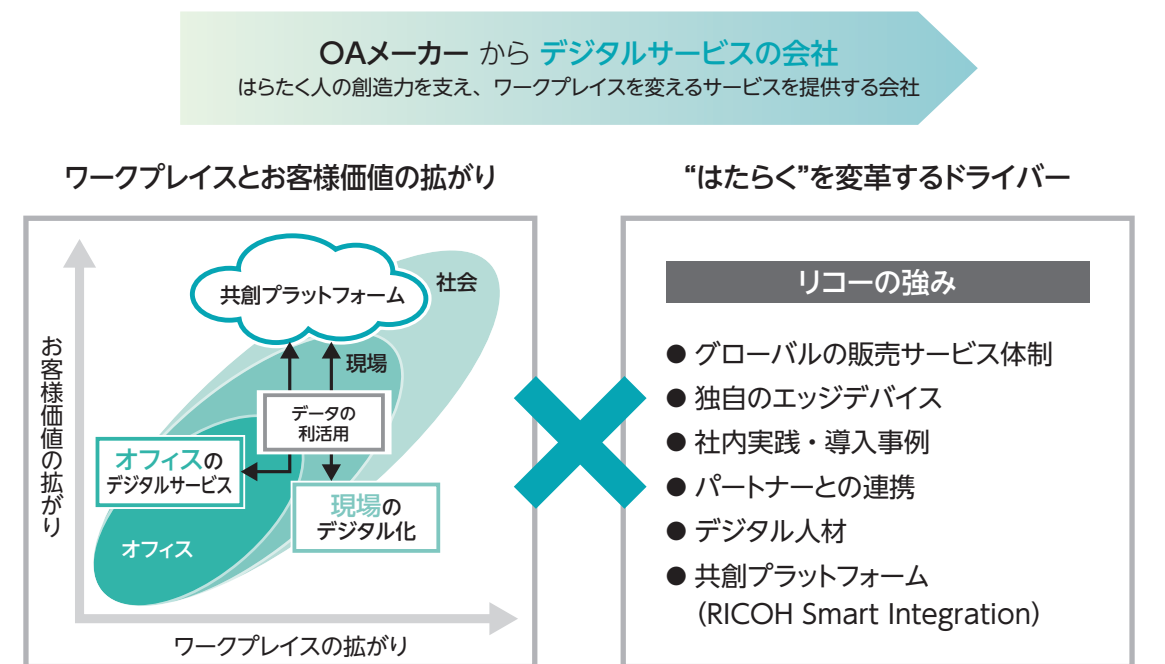 OAメーカー から デジタルサービスの会社
はらたく人の創造力を支え、ワークプレイスを変えるサービスを提供する会社
ワークプレイスとお客様価値の拡がり
お客様価値の拡がり
共創プラットフォーム
社会
現場
データの
利活用
オフィスの
デジタルサービス
現場の
デジタル化
オフィス
ワークプレイスの拡がり
“はたらく”を変革するドライバー
リコーの強み
● グローバルの販売サービス体制
● 独自のエッジデバイス
● 社内実践・導入事例
● パートナーとの連携
● デジタル人材
● 共創プラットフォーム
（RICOH Smart Integration）